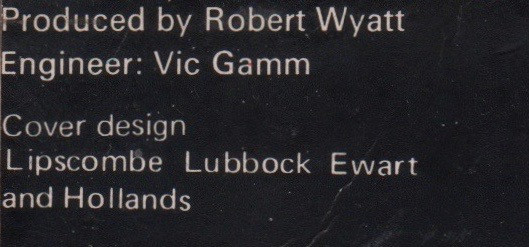 Produced by Robert Wyatt
Engineer: Vic Gamm
Cover design
Lipscombe Lubbock Ewart
and Hollands